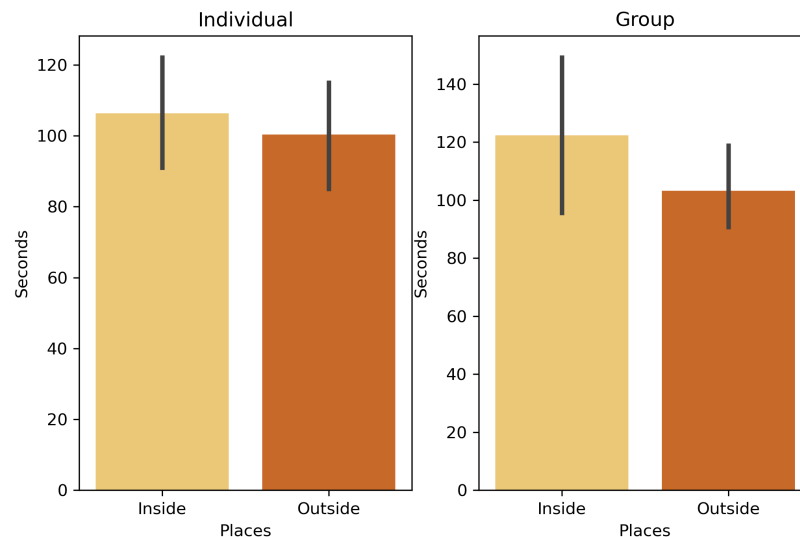 Individual
120
100
80
60
40
20
0
Seconds
Inside Outside
Places
Group
140
120
100
80
60
40
20
0
Seconds
Inside Outside
Places